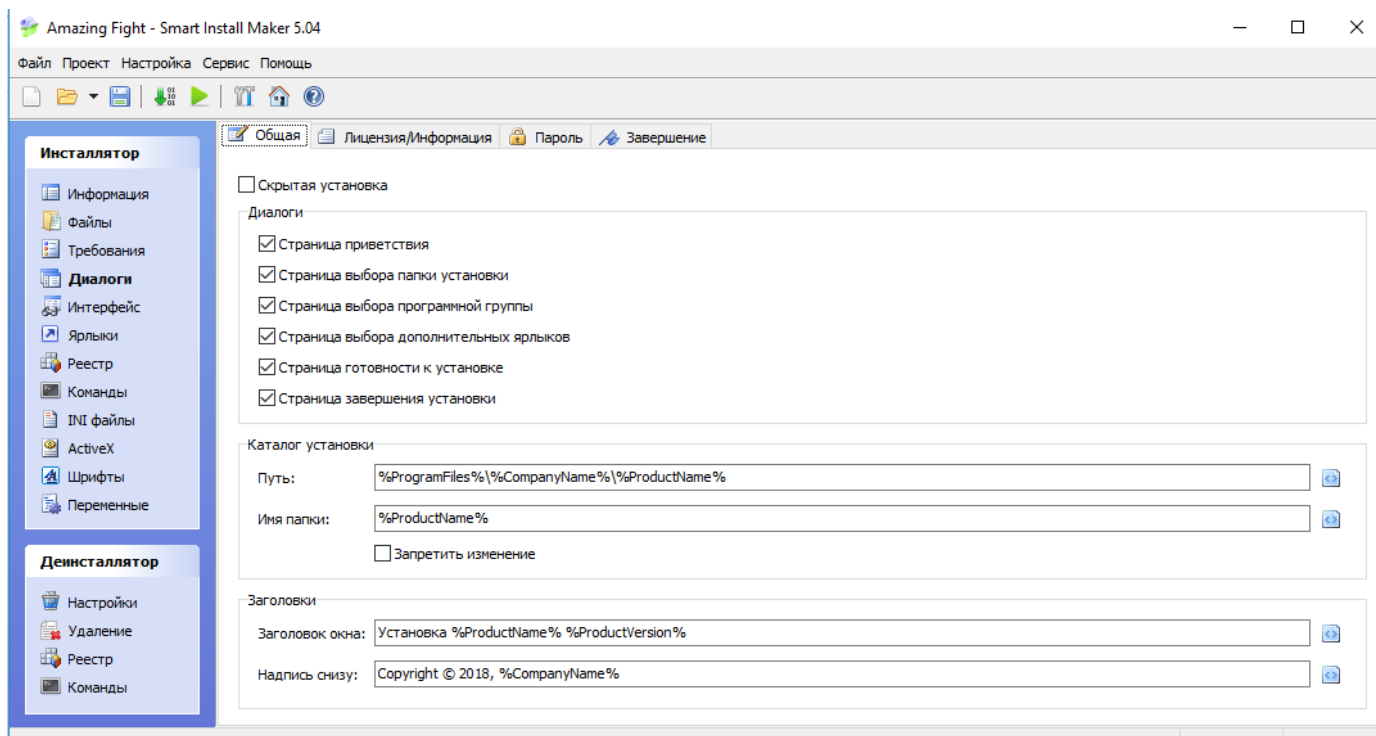 Amazing Fight - Smart Install Maker 5.04
Файл Проект Настройка Сервис Помощь
Инсталлятор
Информация
Файлы
Требования
Диалоги
Интерфейс
Ярлыки
Реестр
Команды
INI файлы
ActiveX
Шрифты
Переменные
Деинсталлятор
Настройки
Удаление
Реестр
Команды
Общая Лицензия/Информация Пароль Завершение
Скрытая установка
Диалоги
Страница приветствия
Страница выбора папки установки
Страница выбора программной группы
Страница выбора дополнительных ярлыков
Страница готовности к установке
Страница завершения установки
Каталог установки
Путь: %ProgramFiles%\%CompanyName%\%ProductName%
Имя папки: %ProductName%
Запретить изменение
Заголовки
Заголовок окна: Установка %ProductName% %ProductVersion%
Надпись снизу: Copyright © 2018, %CompanyName%